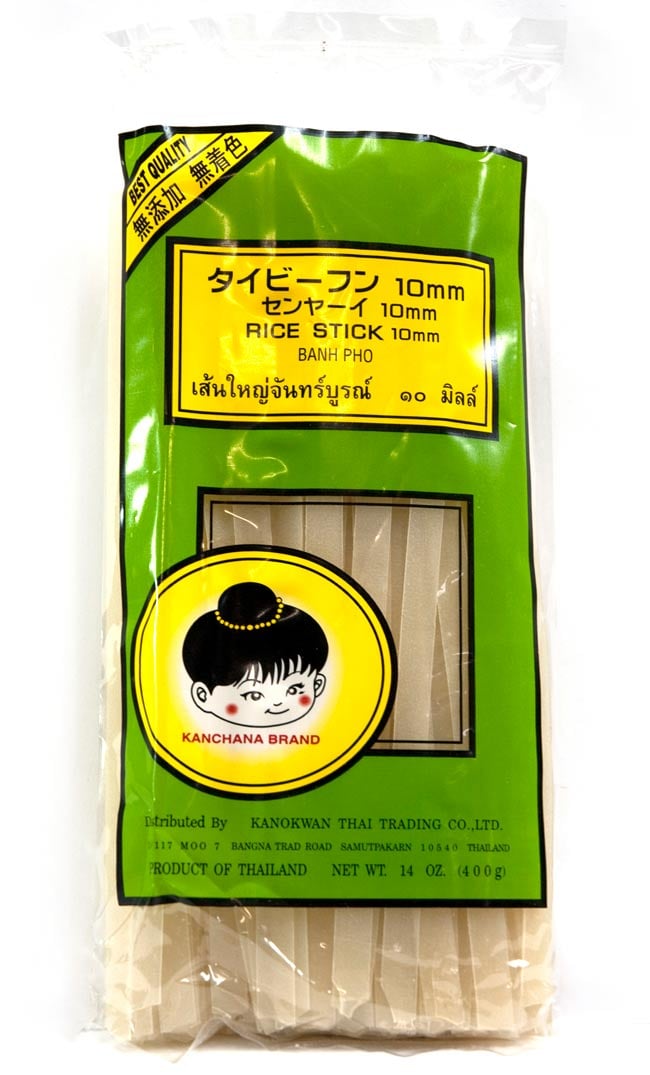 BEST QUALITY
無添加 無着色
タイビーフン 10mm
センヤーイ 10mm
RICE STICK 10mm
BANH PHO
เส้นใหญ่จันทร์บูรณ์ ๑๐ มิลล์
KANCHANA BRAND
By KANOKWAN THAI TRADING CO.,LTD.
MOO 7 BANGNA TRAD ROAD SAMUTPAKARN 10540 THAILAND
PRODUCT OF THAILAND NET WT. 14 OZ. (400g)